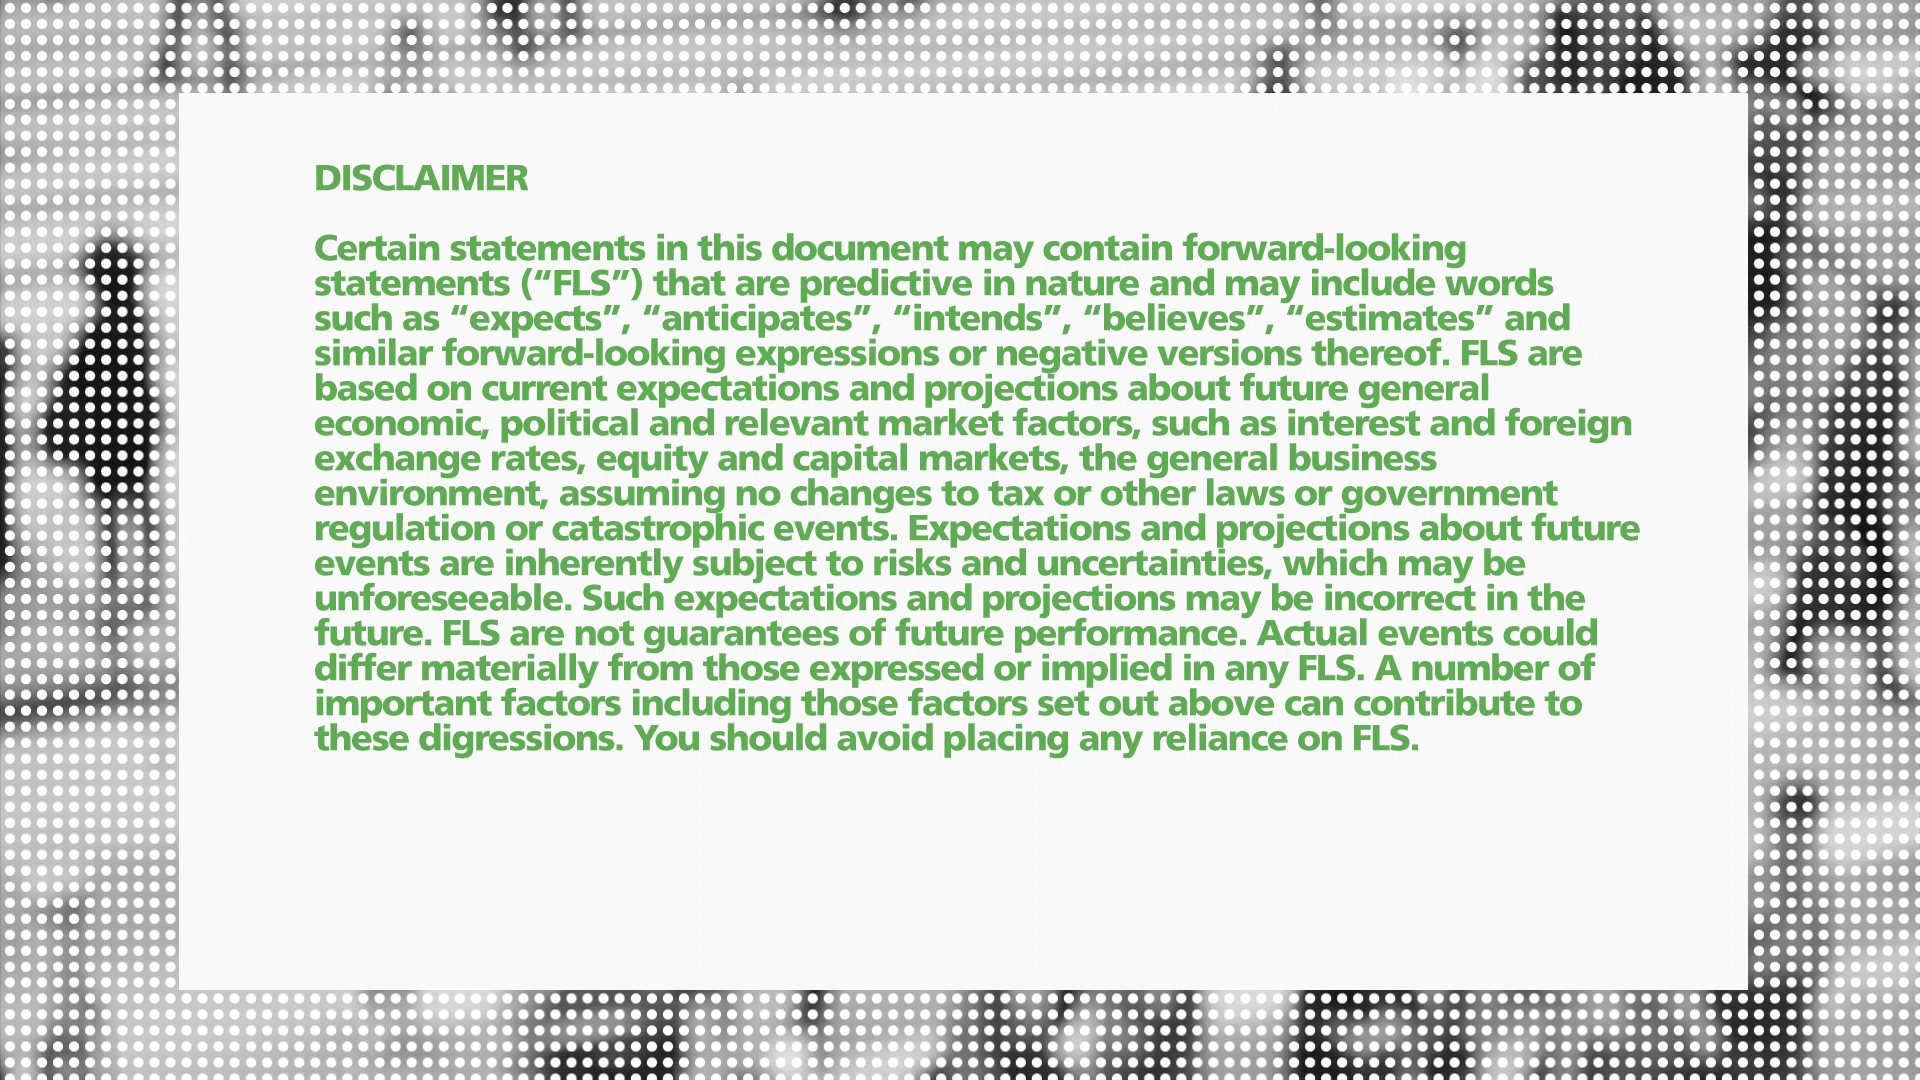 DISCLAIMER
Certain statements in this document may contain forward-looking
statements (“FLS”) that are predictive in nature and may include words
such as “expects”, “anticipates”, “intends”, “believes”, “estimates” and
similar forward-looking expressions or negative versions thereof. FLS are
based on current expectations and projections about future general
economic, political and relevant market factors, such as interest and foreign
exchange rates, equity and capital markets, the general business
environment, assuming no changes to tax or other laws or government
regulation or catastrophic events. Expectations and projections about future
events are inherently subject to risks and uncertainties, which may be
unforeseeable. Such expectations and projections may be incorrect in the
future. FLS are not guarantees of future performance. Actual events could
differ materially from those expressed or implied in any FLS. A number of
important factors including those factors set out above can contribute to
these digressions. You should avoid placing any reliance on FLS.